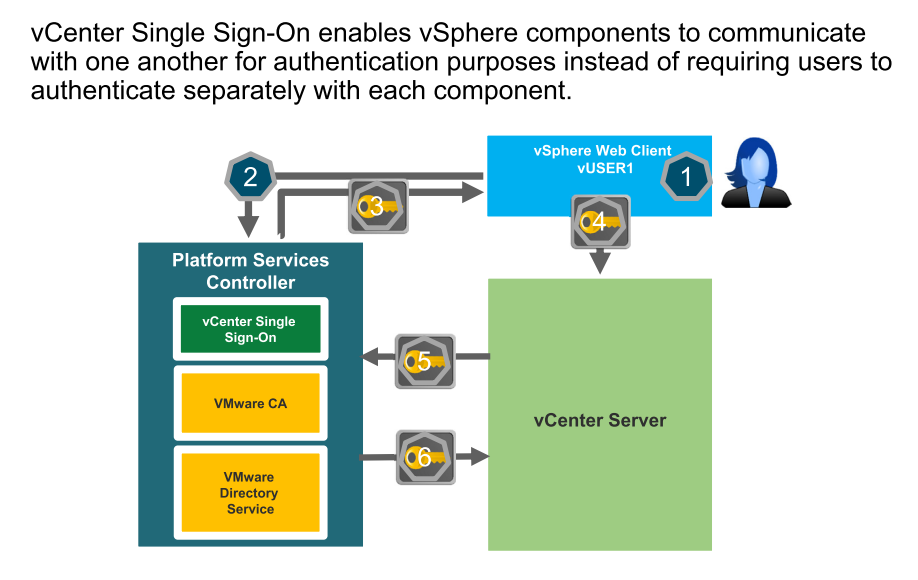 vCenter Single Sign-On enables vSphere components to communicate
with one another for authentication purposes instead of requiring users to
authenticate separately with each component.
vSphere Web Client
vUSER1
1
2
3
4
Platform Services
Controller
vCenter Single
Sign-On
5
VMware CA
vCenter Server
6
VMware
Directory
Service